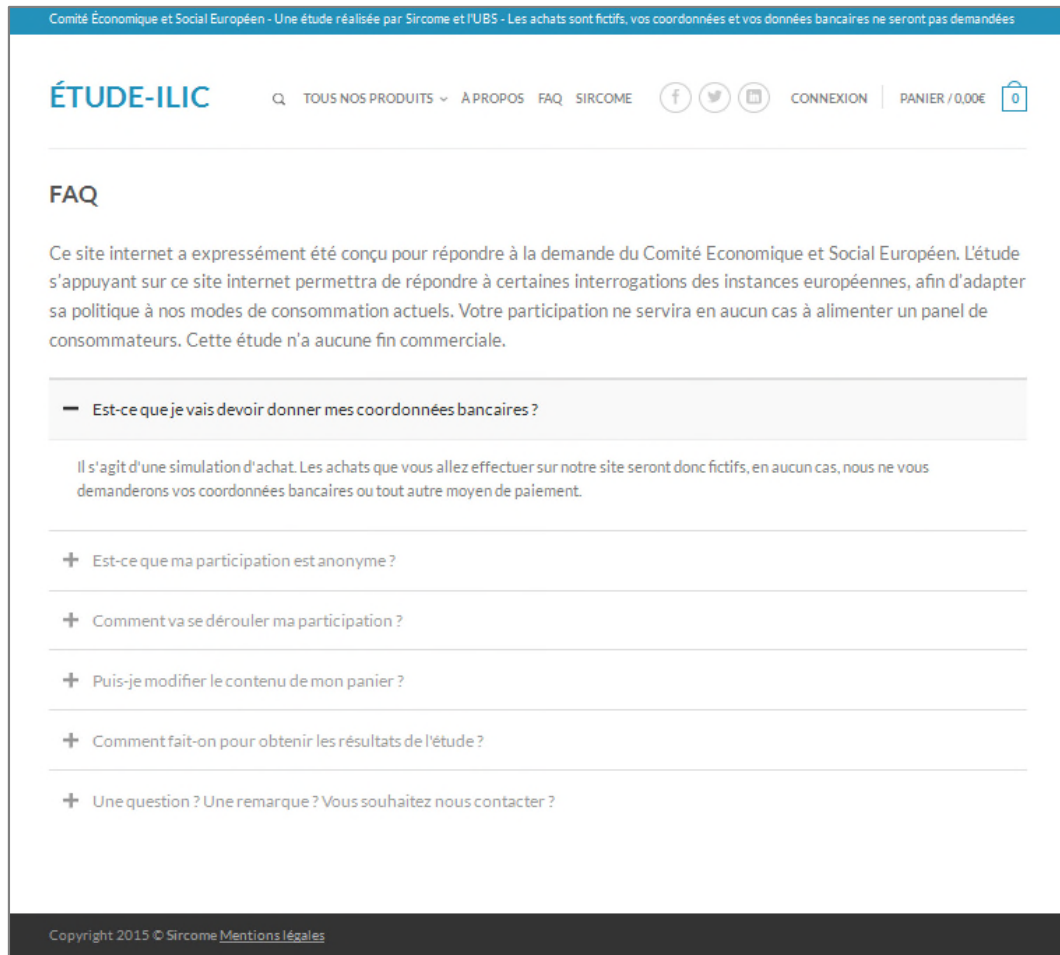 Comité Économique et Social Européen - Une étude réalisée par Sircome et l'UBS - Les achats sont fictifs, vos coordonnées et vos données bancaires ne seront pas demandées
ÉTUDE-ILIC TOUS NOS PRODUITS À PROPOS FAQ SIRCOME CONNEXION PANIER / 0,00€ 0
FAQ
Ce site internet a expressément été conçu pour répondre à la demande du Comité Economique et Social Européen. L'étude
s'appuyant sur ce site internet permettra de répondre à certaines interrogations des instances européennes, afin d'adapter
sa politique à nos modes de consommation actuels. Votre participation ne servira en aucun cas à alimenter un panel de
consommateurs. Cette étude n'a aucune fin commerciale.
Est-ce que je vais devoir donner mes coordonnées bancaires ?
Il s'agit d'une simulation d'achat. Les achats que vous allez effectuer sur notre site seront donc fictifs, en aucun cas, nous ne vous
demanderons vos coordonnées bancaires ou tout autre moyen de paiement.
Est-ce que ma participation est anonyme ?
Comment va se dérouler ma participation ?
Puis-je modifier le contenu de mon panier ?
Comment fait-on pour obtenir les résultats de l'étude ?
Une question ? Une remarque ? Vous souhaitez nous contacter ?
Copyright 2015 © Sircome Mentions légales